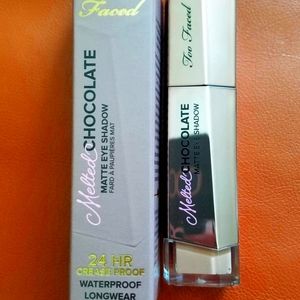 Faced
Melted CHOCOLATE
MATTE EYE SHADOW
FARD À PAUPIÈRES MAT
24 HR
CREASE PROOF
WATERPROOF
LONGWEAR
Too Faced
Melted CHOCOLATE
MATTE EYE SHADOW